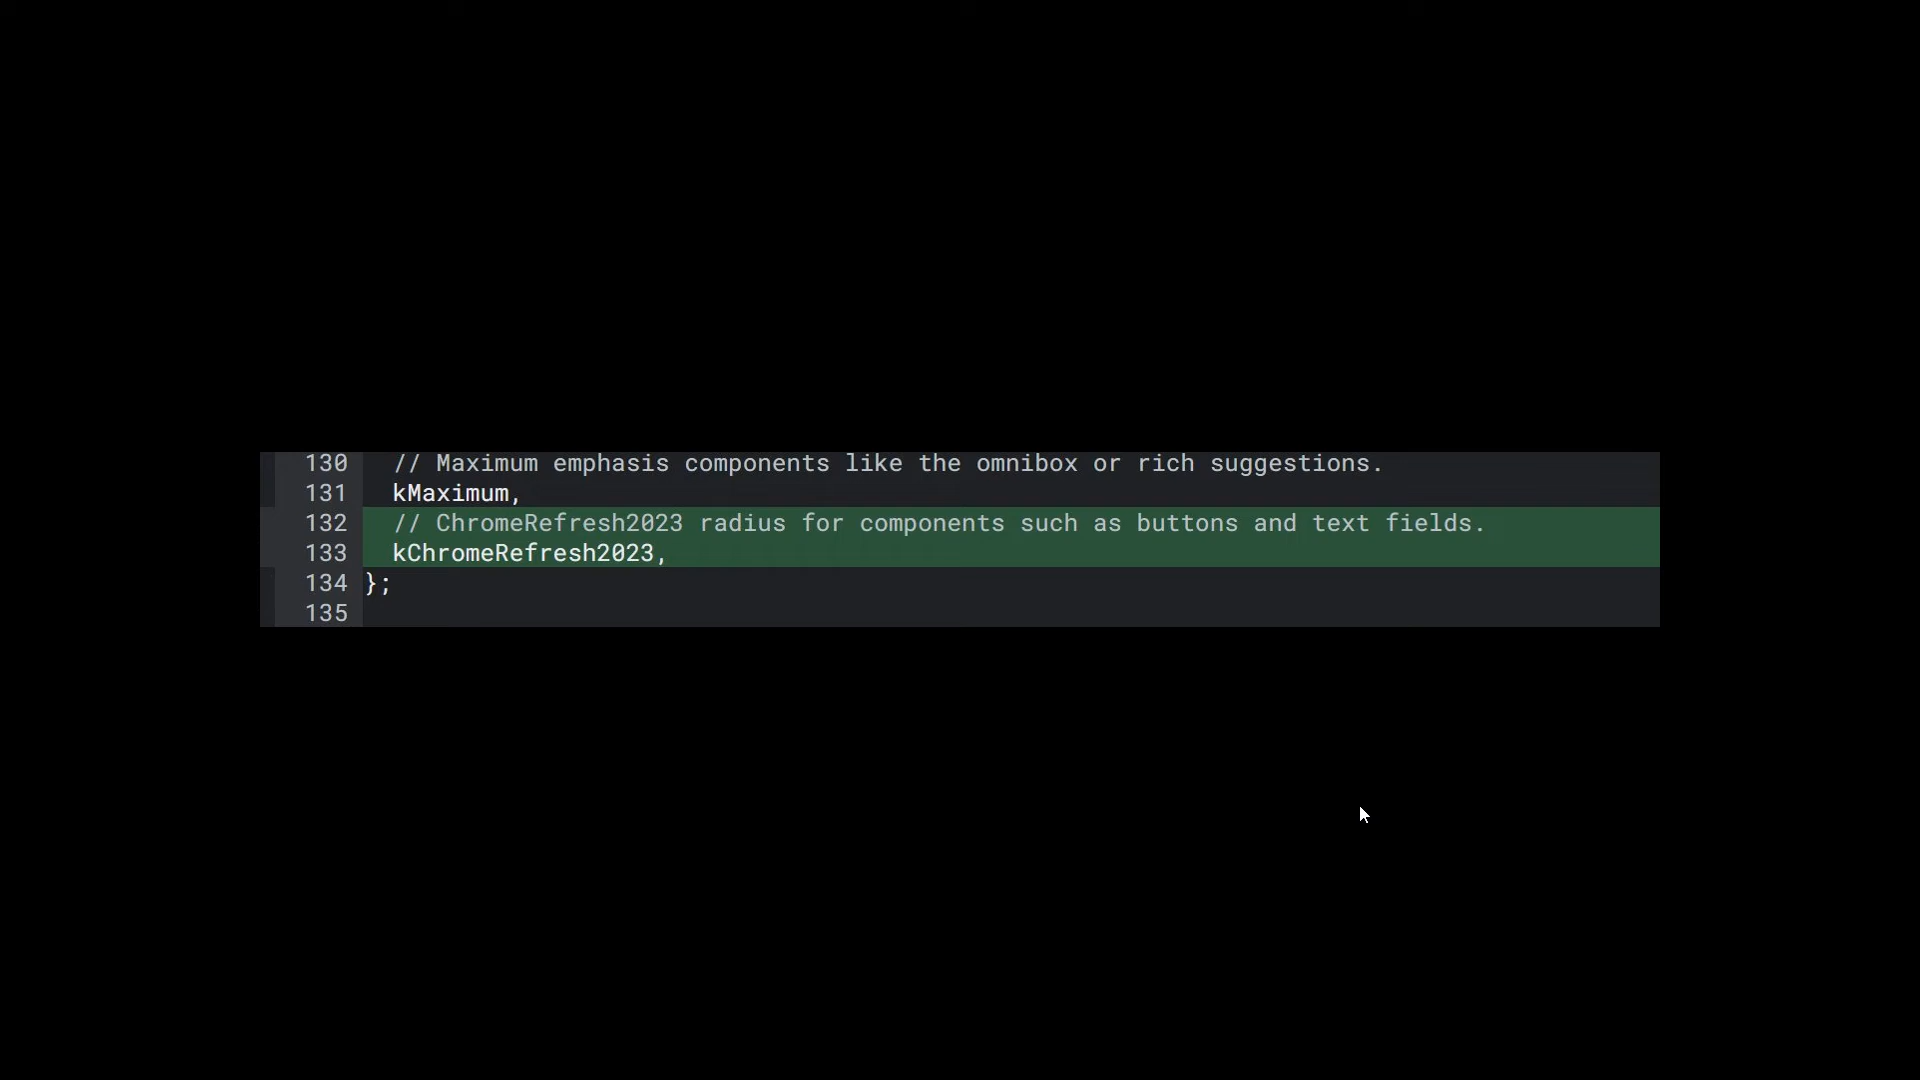 130 // Maximum emphasis components like the omnibox or rich suggestions.
131 kMaximum,
132 // ChromeRefresh2023 radius for components such as buttons and text fields.
133 kChromeRefresh2023,
134 };
135